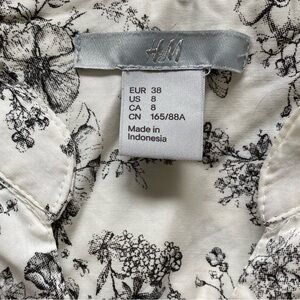 H&M
EUR 38
US 8
CA 8
CN 165/88A
Made in
Indonesia